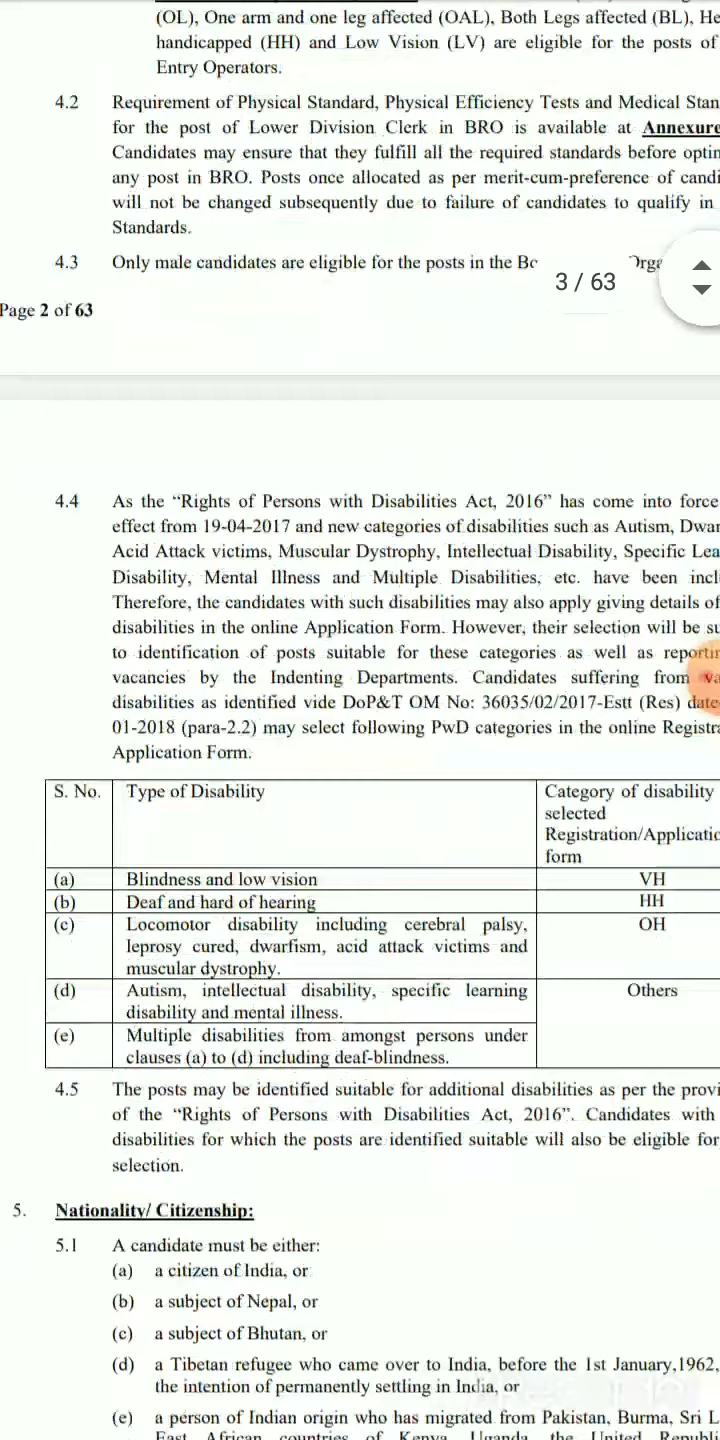 (OL), One arm and one leg affected (OAL), Both Legs affected (BL), He
handicapped (HH) and Low Vision (LV) are eligible for the posts of
Entry Operators.
4.2 Requirement of Physical Standard, Physical Efficiency Tests and Medical Stan
for the post of Lower Division Clerk in BRO is available at Annexure
Candidates may ensure that they fulfill all the required standards before optin
any post in BRO. Posts once allocated as per merit-cum-preference of candi
will not be changed subsequently due to failure of candidates to qualify in
Standards.
4.3 Only male candidates are eligible for the posts in the Bo Orga
3 / 63
Page 2 of 63
4.4 As the “Rights of Persons with Disabilities Act, 2016” has come into force
effect from 19-04-2017 and new categories of disabilities such as Autism, Dwar
Acid Attack victims, Muscular Dystrophy, Intellectual Disability, Specific Lea
Disability, Mental Illness and Multiple Disabilities, etc. have been incl
Therefore, the candidates with such disabilities may also apply giving details of
disabilities in the online Application Form. However, their selection will be su
to identification of posts suitable for these categories as well as reportin
vacancies by the Indenting Departments. Candidates suffering from va
disabilities as identified vide DoP&T OM No: 36035/02/2017-Estt (Res) date
01-2018 (para-2.2) may select following PwD categories in the online Registra
Application Form.
S. No. Type of Disability Category of disability
selected
Registration/Applicatio
form
(a) Blindness and low vision VH
(b) Deaf and hard of hearing HH
(c) Locomotor disability including cerebral palsy, OH
leprosy cured, dwarfism, acid attack victims and
muscular dystrophy.
(d) Autism, intellectual disability, specific learning Others
disability and mental illness.
(e) Multiple disabilities from amongst persons under
clauses (a) to (d) including deaf-blindness.
4.5 The posts may be identified suitable for additional disabilities as per the provi
of the “Rights of Persons with Disabilities Act, 2016”. Candidates with
disabilities for which the posts are identified suitable will also be eligible for
selection.
5. Nationality/ Citizenship:
5.1 A candidate must be either:
(a) a citizen of India, or
(b) a subject of Nepal, or
(c) a subject of Bhutan, or
(d) a Tibetan refugee who came over to India, before the 1st January,1962,
the intention of permanently settling in India, or
(e) a person of Indian origin who has migrated from Pakistan, Burma, Sri L
East African countries of Kenya, Uganda, the United Republi